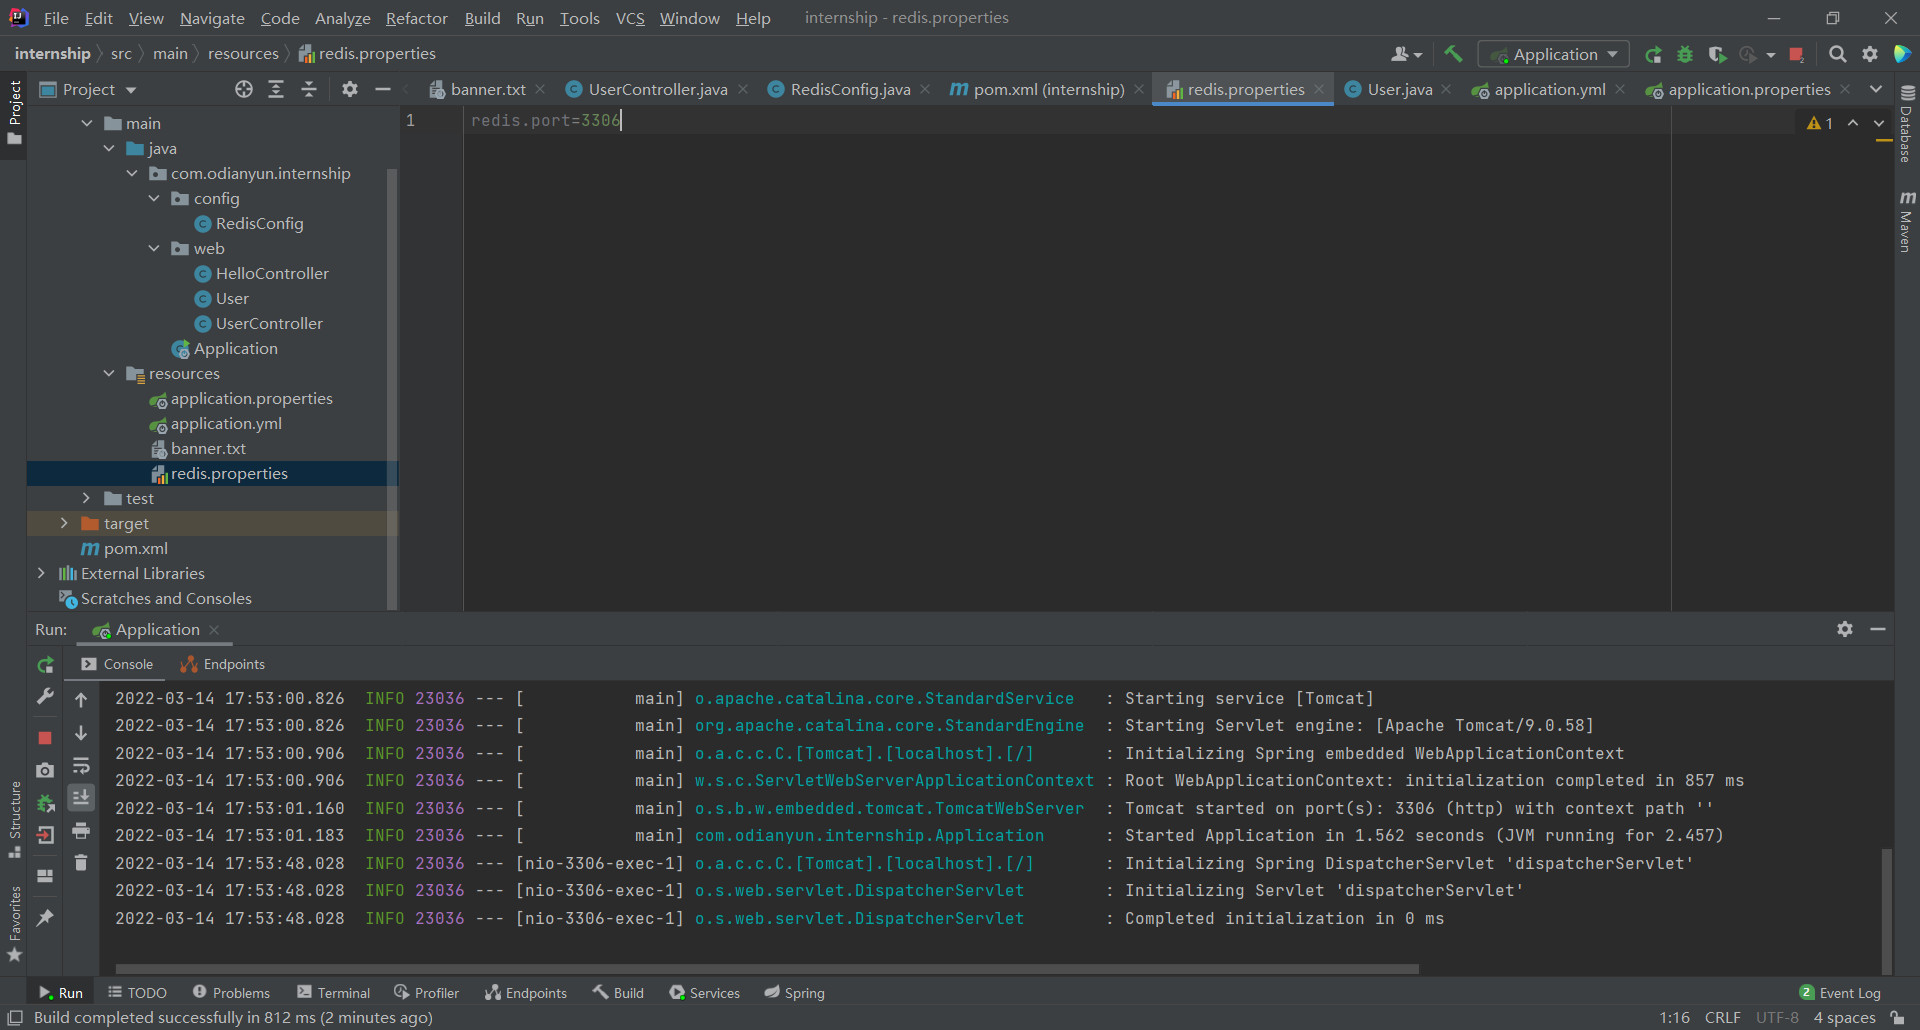 File Edit View Navigate Code Analyze Refactor Build Run Tools VCS Window Help internship - redis.properties
internship src main resources redis.properties Application
Project banner.txt UserController.java RedisConfig.java pom.xml (internship) redis.properties User.java application.yml application.properties
Project
Database
Maven
1 redis.port=3306
1
main
java
com.odianyun.internship
config
RedisConfig
web
HelloController
User
UserController
Application
resources
application.properties
application.yml
banner.txt
redis.properties
test
target
pom.xml
External Libraries
Scratches and Consoles
Run: Application
Console Endpoints
2022-03-14 17:53:00.826 INFO 23036 --- [ main] o.apache.catalina.core.StandardService : Starting service [Tomcat]
2022-03-14 17:53:00.826 INFO 23036 --- [ main] org.apache.catalina.core.StandardEngine : Starting Servlet engine: [Apache Tomcat/9.0.58]
2022-03-14 17:53:00.906 INFO 23036 --- [ main] o.a.c.c.C.[Tomcat].[localhost].[/] : Initializing Spring embedded WebApplicationContext
2022-03-14 17:53:00.906 INFO 23036 --- [ main] w.s.c.ServletWebServerApplicationContext : Root WebApplicationContext: initialization completed in 857 ms
2022-03-14 17:53:01.160 INFO 23036 --- [ main] o.s.b.w.embedded.tomcat.TomcatWebServer : Tomcat started on port(s): 3306 (http) with context path ''
2022-03-14 17:53:01.183 INFO 23036 --- [ main] com.odianyun.internship.Application : Started Application in 1.562 seconds (JVM running for 2.457)
2022-03-14 17:53:48.028 INFO 23036 --- [nio-3306-exec-1] o.a.c.c.C.[Tomcat].[localhost].[/] : Initializing Spring DispatcherServlet 'dispatcherServlet'
2022-03-14 17:53:48.028 INFO 23036 --- [nio-3306-exec-1] o.s.web.servlet.DispatcherServlet : Initializing Servlet 'dispatcherServlet'
2022-03-14 17:53:48.028 INFO 23036 --- [nio-3306-exec-1] o.s.web.servlet.DispatcherServlet : Completed initialization in 0 ms
Structure
Favorites
Run TODO Problems Terminal Profiler Endpoints Build Services Spring 2 Event Log
Build completed successfully in 812 ms (2 minutes ago) 1:16 CRLF UTF-8 4 spaces